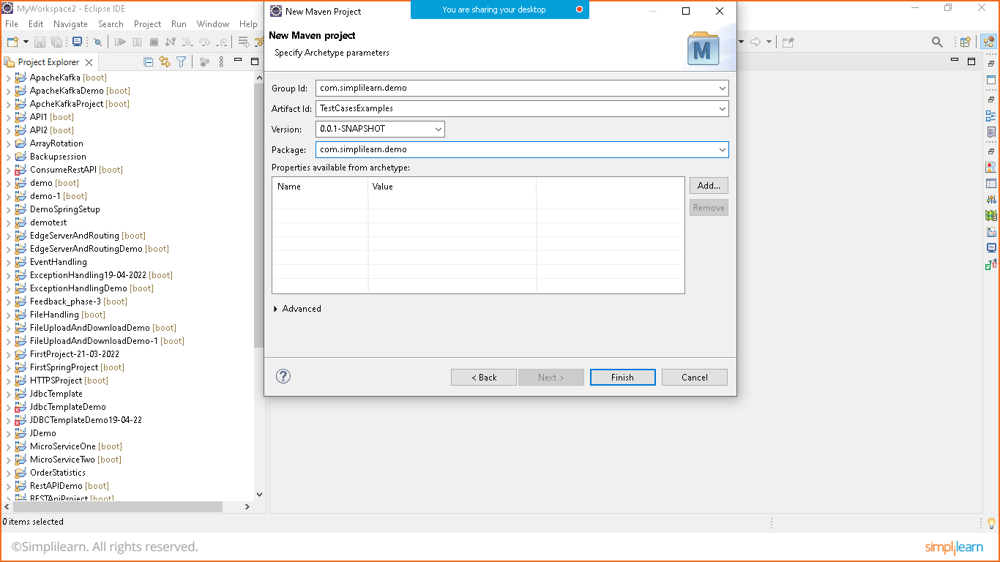 MyWorkspace2 - Eclipse IDE
File Edit Navigate Search Project Run Window Help
Project Explorer
ApacheKafka [boot]
ApacheKafkaDemo [boot]
ApcheKafkaProject [boot]
API1 [boot]
API2 [boot]
ArrayRotation
Backupsession
ConsumeRestAPI [boot]
demo [boot]
demo-1 [boot]
DemoSpringSetup
demotest
EdgeServerAndRouting [boot]
EdgeServerAndRoutingDemo [boot]
EventHandling
ExceptionHandling19-04-2022 [boot]
ExceptionHandlingDemo [boot]
Feedback_phase-3 [boot]
FileHandling [boot]
FileUploadAndDownloadDemo [boot]
FileUploadAndDownloadDemo-1 [boot]
FirstProject-21-03-2022
FirstSpringProject [boot]
HTTPSProject [boot]
JdbcTemplate
JdbcTemplateDemo
JDBCTemplateDemo19-04-22
JDemo
MicroServiceOne [boot]
MicroServiceTwo [boot]
OrderStatistics
RestAPIDemo [boot]
RESTApiProject [boot]
0 items selected
New Maven Project
You are sharing your desktop
New Maven project
Specify Archetype parameters
M
Group Id: com.simplilearn.demo
Artifact Id: TestCasesExamples
Version: 0.0.1-SNAPSHOT
Package: com.simplilearn.demo
Properties available from archetype:
Name Value
Add...
Remove
Advanced
< Back Next > Finish Cancel
©Simplilearn. All rights reserved.
simplilearn